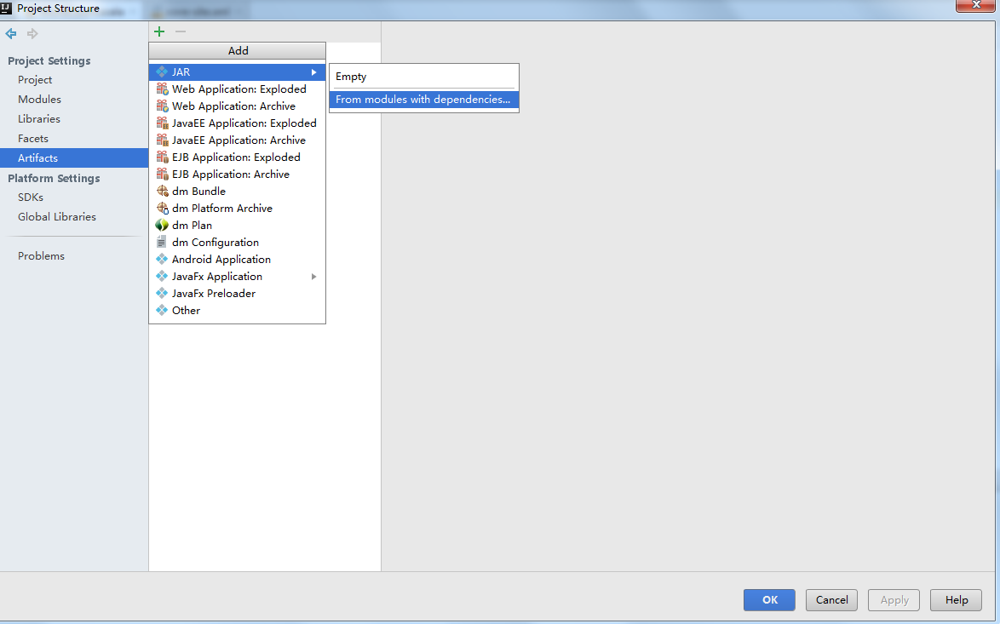 IJ Project Structure
Project Settings
Project
Modules
Libraries
Facets
Artifacts
Platform Settings
SDKs
Global Libraries
Problems
Add
JAR
Web Application: Exploded
Web Application: Archive
JavaEE Application: Exploded
JavaEE Application: Archive
EJB Application: Exploded
EJB Application: Archive
dm Bundle
dm Platform Archive
dm Plan
dm Configuration
Android Application
JavaFx Application
JavaFx Preloader
Other
Empty
From modules with dependencies...
OK
Cancel
Apply
Help